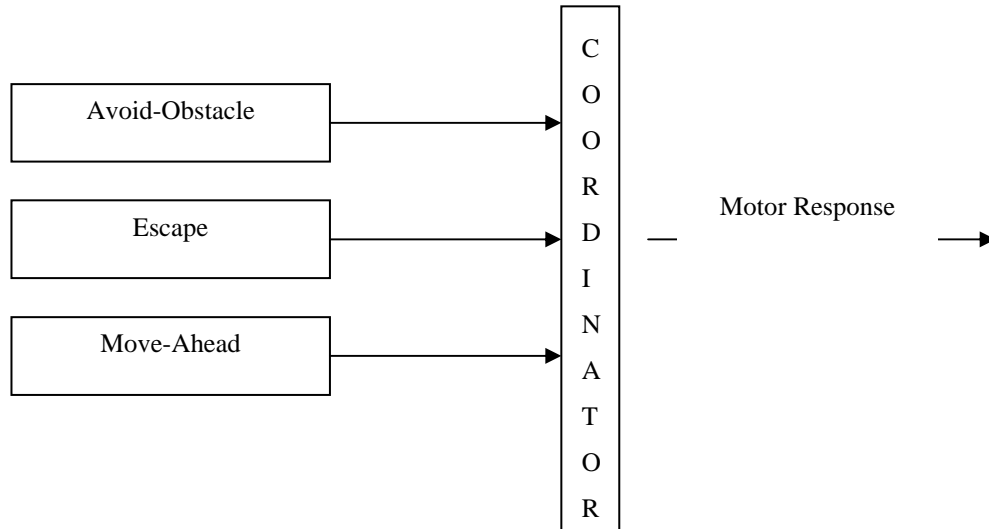 Avoid-Obstacle
Escape
Move-Ahead
C
O
O
R
D
I
N
A
T
O
R
Motor Response